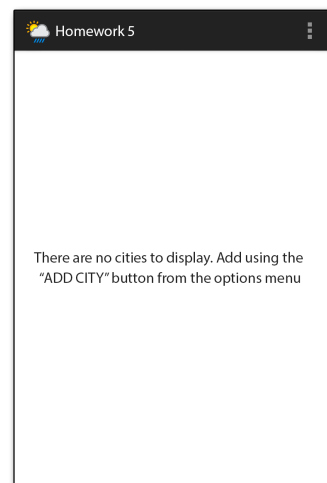 Homework 5
There are no cities to display. Add using the
“ADD CITY” button from the options menu